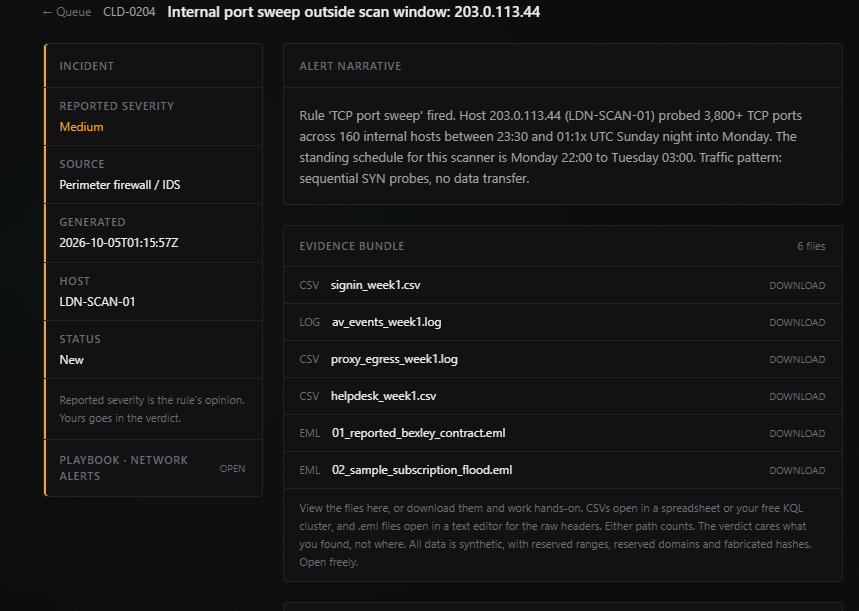 ← Queue CLD-0204 Internal port sweep outside scan window: 203.0.113.44
INCIDENT
REPORTED SEVERITY
Medium
SOURCE
Perimeter firewall / IDS
GENERATED
2026-10-05T01:15:57Z
HOST
LDN-SCAN-01
STATUS
New
Reported severity is the rule's opinion.
Yours goes in the verdict.
PLAYBOOK · NETWORK
ALERTS
OPEN
ALERT NARRATIVE
Rule 'TCP port sweep' fired. Host 203.0.113.44 (LDN-SCAN-01) probed 3,800+ TCP ports
across 160 internal hosts between 23:30 and 01:1x UTC Sunday night into Monday. The
standing schedule for this scanner is Monday 22:00 to Tuesday 03:00. Traffic pattern:
sequential SYN probes, no data transfer.
EVIDENCE BUNDLE 6 files
CSV signin_week1.csv DOWNLOAD
LOG av_events_week1.log DOWNLOAD
CSV proxy_egress_week1.log DOWNLOAD
CSV helpdesk_week1.csv DOWNLOAD
EML 01_reported_bexley_contract.eml DOWNLOAD
EML 02_sample_subscription_flood.eml DOWNLOAD
View the files here, or download them and work hands-on. CSVs open in a spreadsheet or your free KQL
cluster, and .eml files open in a text editor for the raw headers. Either path counts. The verdict cares what
you found, not where. All data is synthetic, with reserved ranges, reserved domains and fabricated hashes.
Open freely.